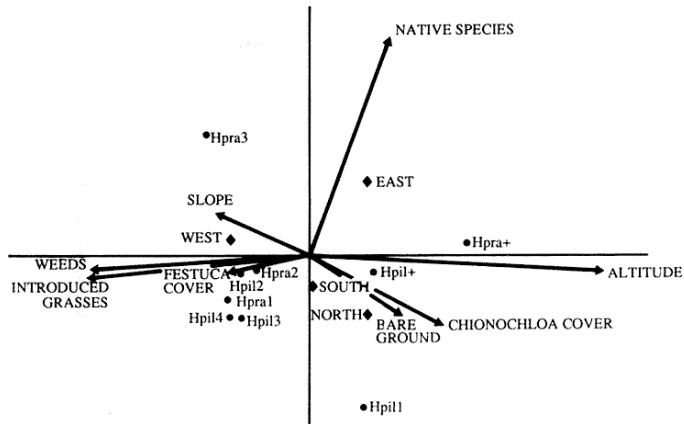 NATIVE SPECIES
Hpra3
EAST
SLOPE
WEST
Hpra+
WEEDS
FESTUCA
COVER
Hpra2
Hpil+
ALTITUDE
INTRODUCED
GRASSES
Hpil2
SOUTH
Hpra1
Hpil4
Hpil3
NORTH
BARE
GROUND
CHIONOCHLOA COVER
Hpil1